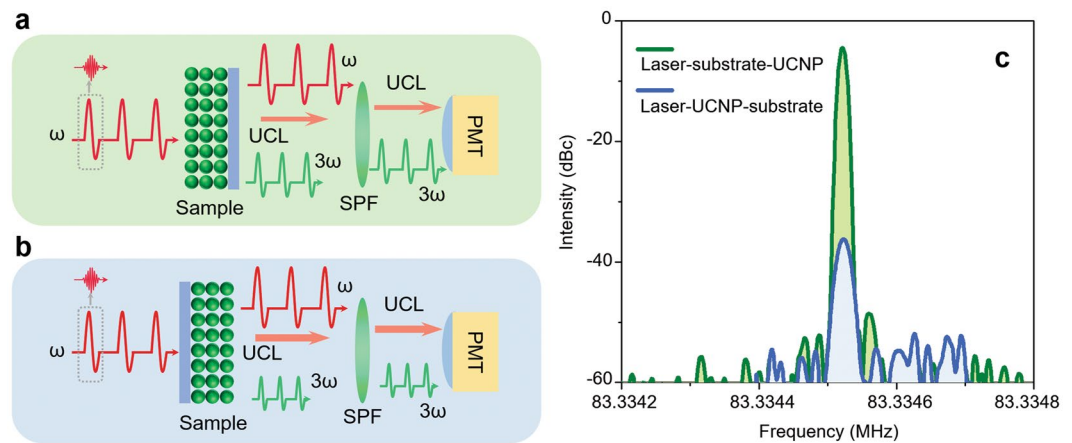 a
ω
Sample
UCL
3ω
ω
SPF
UCL
3ω
PMT
b
ω
Sample
UCL
3ω
ω
SPF
UCL
3ω
PMT
c
Laser-substrate-UCNP
Laser-UCNP-substrate
Intensity (dBc)
0
-20
-40
-60
83.3342 83.3344 83.3346 83.3348
Frequency (MHz)